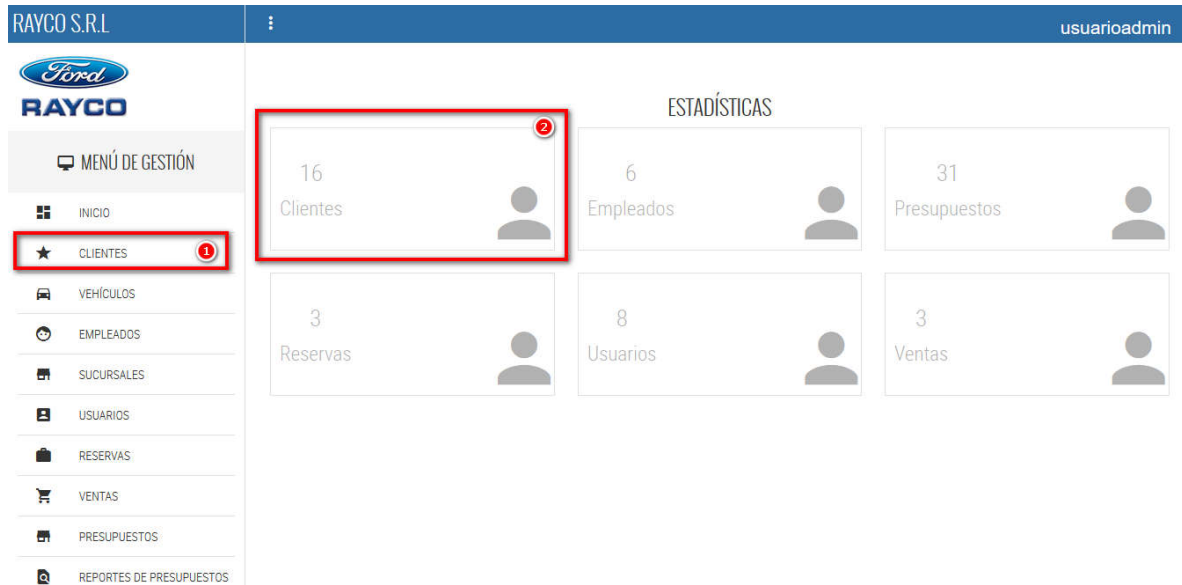 RAYCO S.R.L
usuarioadmin
Ford
RAYCO
MENÚ DE GESTIÓN
INICIO
CLIENTES 1
VEHÍCULOS
EMPLEADOS
SUCURSALES
USUARIOS
RESERVAS
VENTAS
PRESUPUESTOS
REPORTES DE PRESUPUESTOS
ESTADÍSTICAS
2
16
Clientes
6
Empleados
31
Presupuestos
3
Reservas
8
Usuarios
3
Ventas